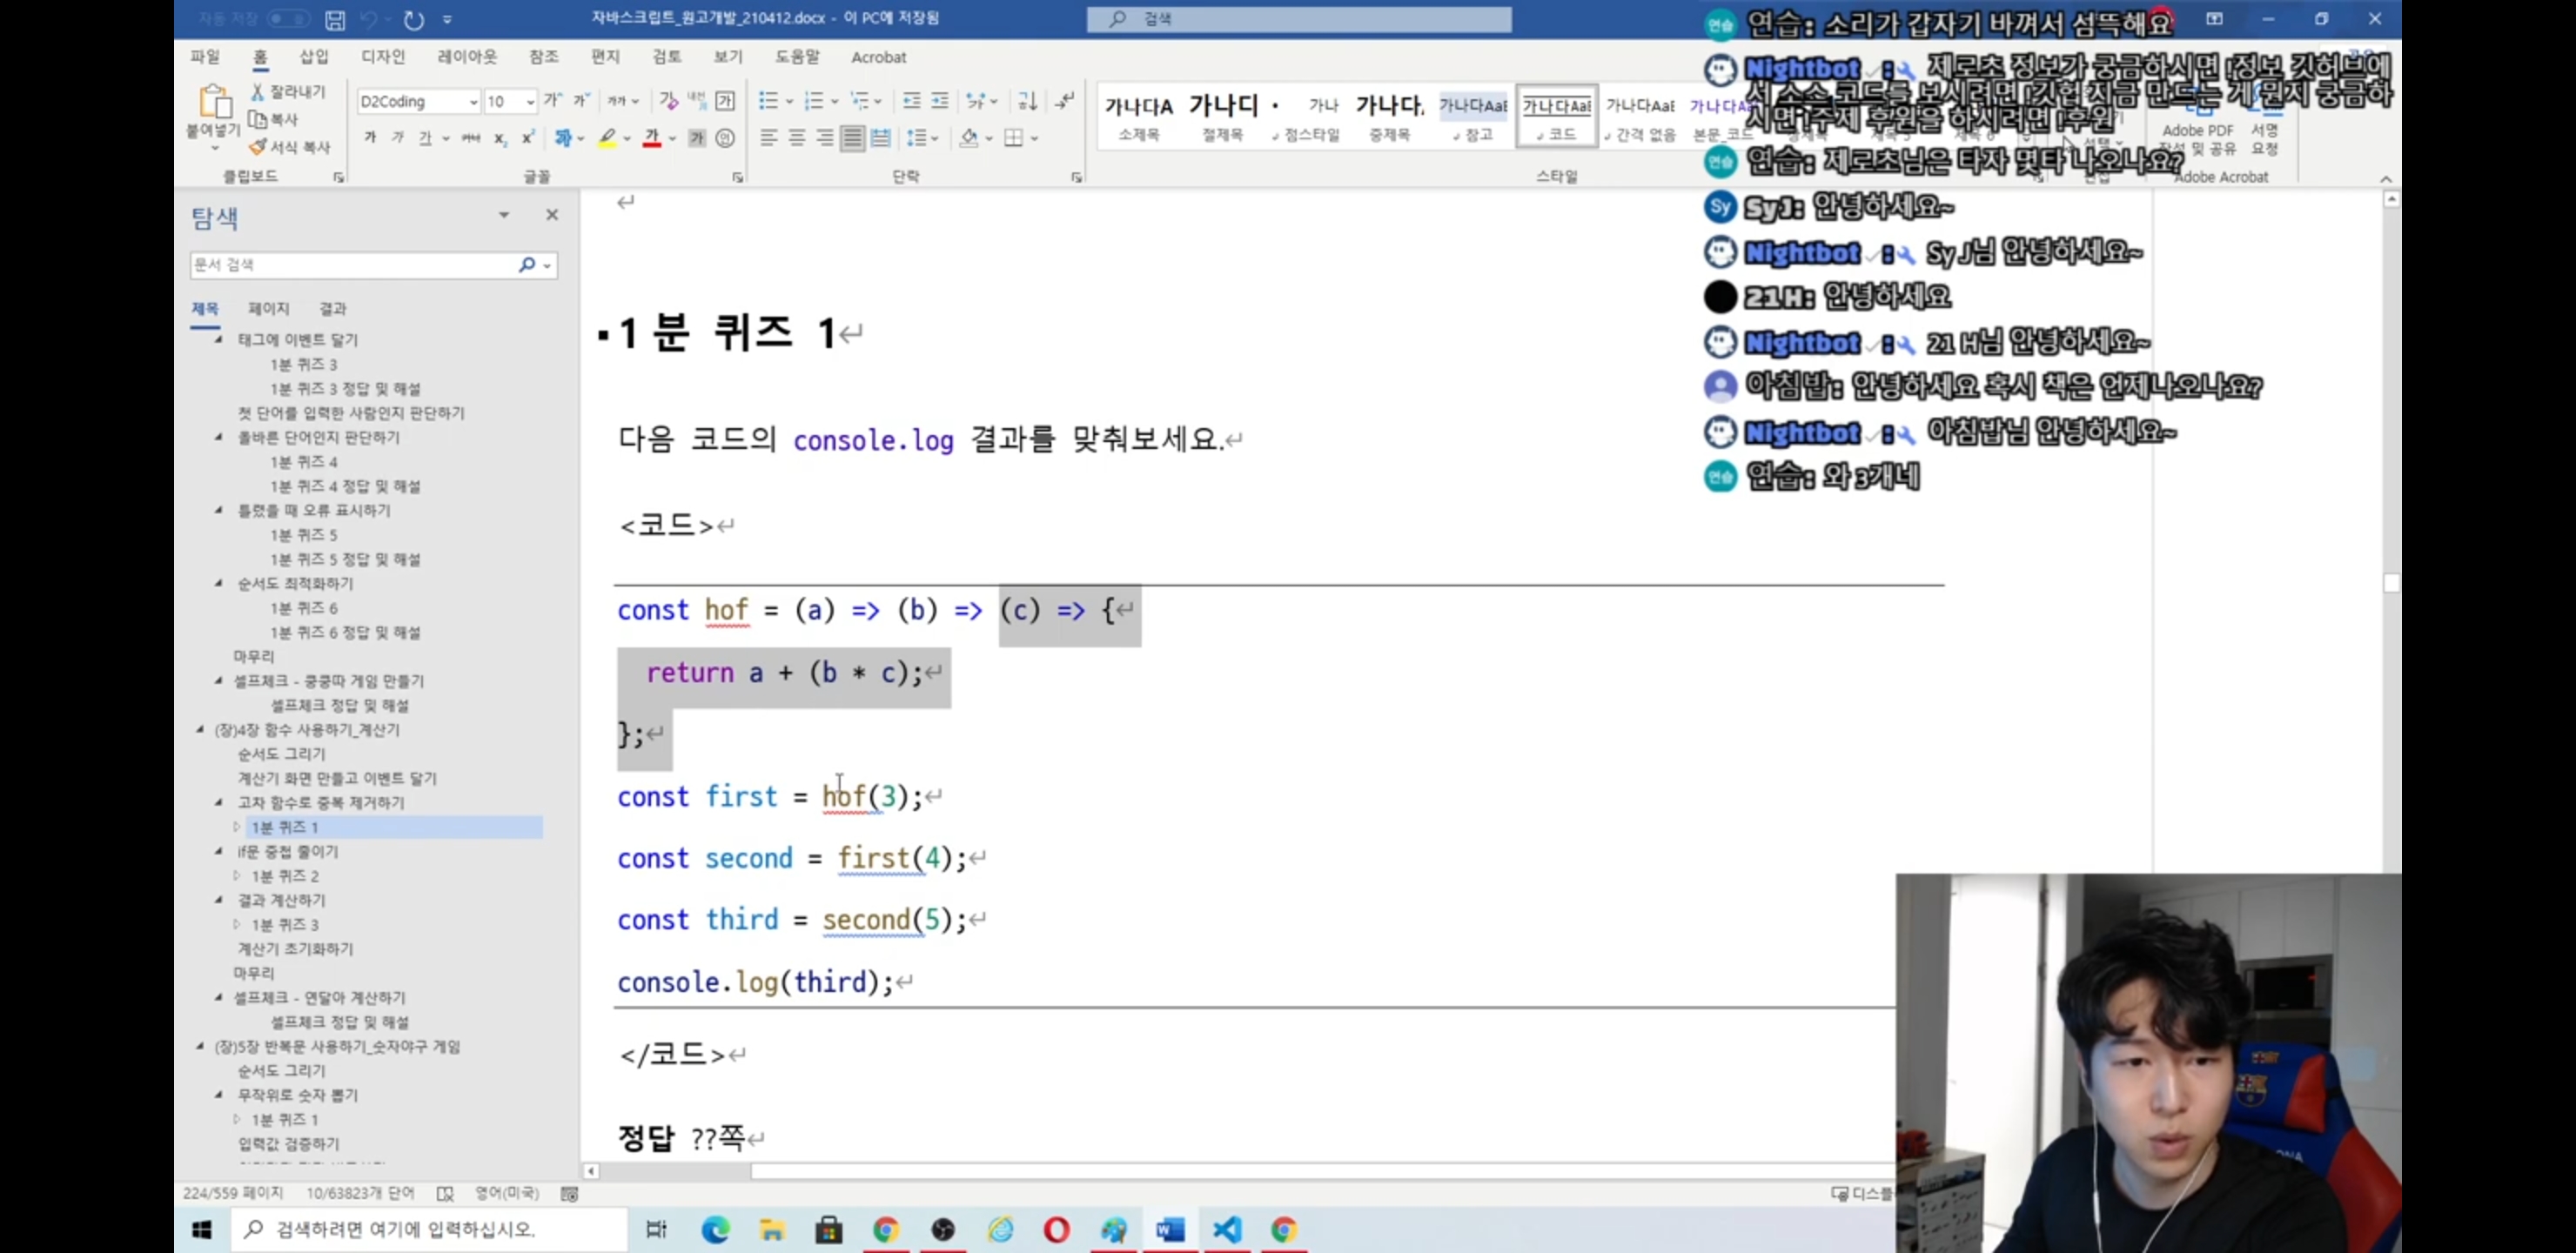 자동 저장
자바스크립트_원고개발_210412.docx - 이 PC에 저장됨
검색
파일 홈 삽입 디자인 레이아웃 참조 편지 검토 보기 도움말 Acrobat
붙여넣기
잘라내기
복사
서식 복사
클립보드
D2Coding 10
글꼴
단락
가나다A 소제목
가나디 절제목
가나 점스타일
가나다, 중제목
가나다AaB 참고
가나다AaB 코드
가나다AaB 간격 없음
본문_코드
스타일
Adobe PDF
작성 및 공유
서명
요청
Adobe Acrobat
연습: 소리가 갑자기 바껴서 섬뜩해요
Nightbot : 제로초 정보가 궁금하시면 !정보 깃허브에
서 소스 코드를 보시려면 !깃헙 지금 만드는 게 뭔지 궁금하
시면 !주제 후원을 하시려면 !후원
연습: 제로초님은 타자 몇타 나오나요?
Sy J: 안녕하세요~
Nightbot : Sy J님 안녕하세요~
21 H: 안녕하세요
Nightbot : 21 H님 안녕하세요~
아침밥: 안녕하세요 혹시 책은 언제나오나요?
Nightbot : 아침밥님 안녕하세요~
연습: 와 3개네
탐색
문서 검색
제목 페이지 결과
태그에 이벤트 달기
1분 퀴즈 3
1분 퀴즈 3 정답 및 해설
첫 단어를 입력한 사람인지 판단하기
올바른 단어인지 판단하기
1분 퀴즈 4
1분 퀴즈 4 정답 및 해설
틀렸을 때 오류 표시하기
1분 퀴즈 5
1분 퀴즈 5 정답 및 해설
순서도 최적화하기
1분 퀴즈 6
1분 퀴즈 6 정답 및 해설
마무리
셀프체크 - 쿵쿵따 게임 만들기
셀프체크 정답 및 해설
(장)4장 함수 사용하기_계산기
순서도 그리기
계산기 화면 만들고 이벤트 달기
고차 함수로 중복 제거하기
1분 퀴즈 1
if문 중첩 줄이기
1분 퀴즈 2
결과 계산하기
1분 퀴즈 3
계산기 초기화하기
마무리
셀프체크 - 연달아 계산하기
셀프체크 정답 및 해설
(장)5장 반복문 사용하기_숫자야구 게임
순서도 그리기
무작위로 숫자 뽑기
1분 퀴즈 1
입력값 검증하기
1분 퀴즈 1
다음 코드의 console.log 결과를 맞춰보세요.
<코드>
const hof = (a) => (b) => (c) => {
return a + (b * c);
};
const first = hof(3);
const second = first(4);
const third = second(5);
console.log(third);
</코드>
정답 ??쪽
224/559 페이지 10/63823개 단어 영어(미국)
디스플
검색하려면 여기에 입력하십시오.